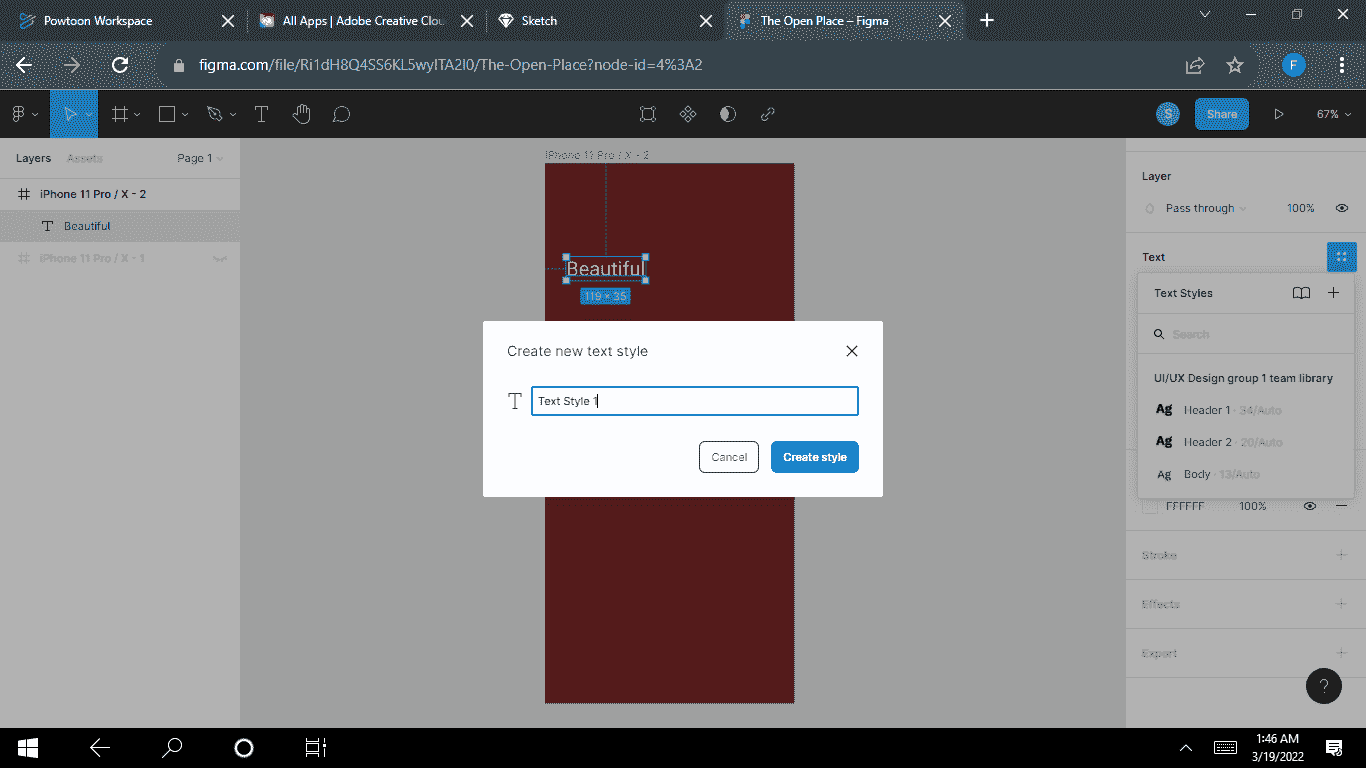 Powtoon Workspace
All Apps | Adobe Creative Clou
Sketch
The Open Place – Figma
figma.com/file/Ri1dH8Q4SS6KL5wy!TA2I0/The-Open-Place?node-id=4%3A2
F
S
Share
67%
Layers
Assets
Page 1
iPhone 11 Pro / X - 2
Beautiful
iPhone 11 Pro / X - 1
iPhone 11 Pro / X - 2
Beautiful
119 × 35
Create new text style
Text Style 1
Cancel
Create style
Layer
Pass through
100%
Text
Text Styles
Search
UI/UX Design group 1 team library
Ag Header 1 · 24/Auto
Ag Header 2 · 20/Auto
Ag Body · 13/Auto
FFFFFF 100%
Stroke
Effects
Export
?
1:46 AM
3/19/2022